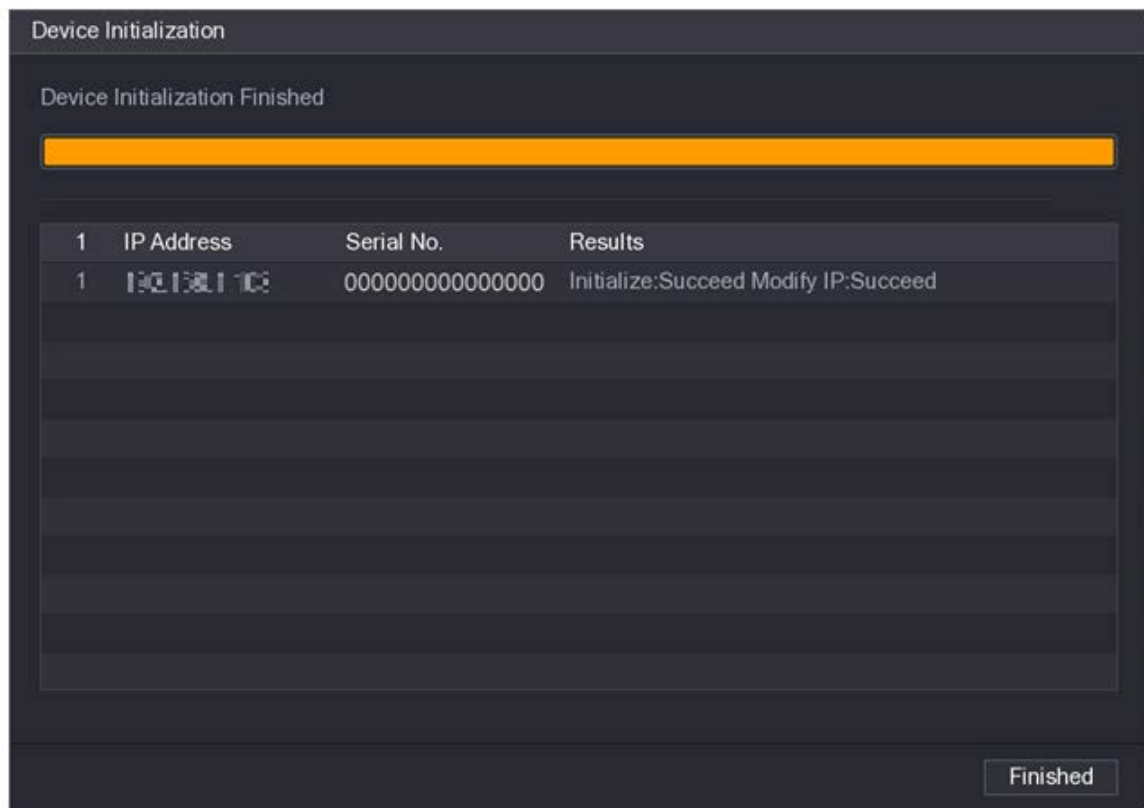 Device Initialization
Device Initialization Finished
1 IP Address Serial No. Results
1 000000000000000 Initialize:Succeed Modify IP:Succeed
Finished